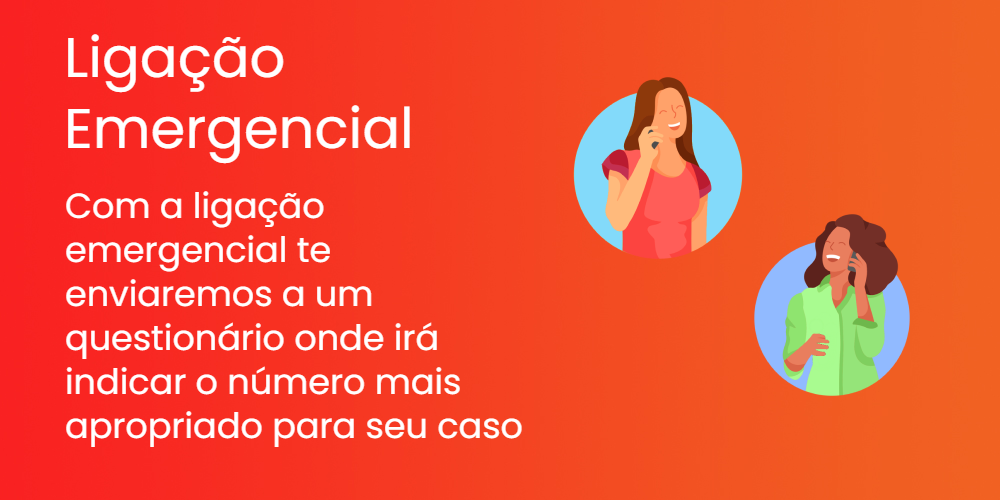 Ligação
Emergencial
Com a ligação
emergencial te
enviaremos a um
questionário onde irá
indicar o número mais
apropriado para seu caso